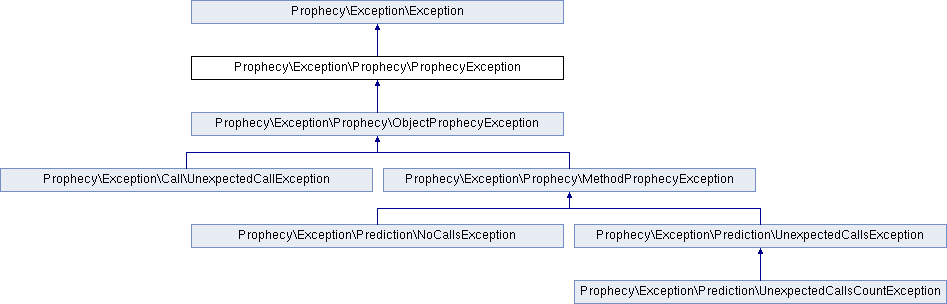 Prophecy\Exception\Exception
Prophecy\Exception\Prophecy\ProphecyException
Prophecy\Exception\Prophecy\ObjectProphecyException
Prophecy\Exception\Call\UnexpectedCallException
Prophecy\Exception\Prophecy\MethodProphecyException
Prophecy\Exception\Prediction\NoCallsException
Prophecy\Exception\Prediction\UnexpectedCallsException
Prophecy\Exception\Prediction\UnexpectedCallsCountException